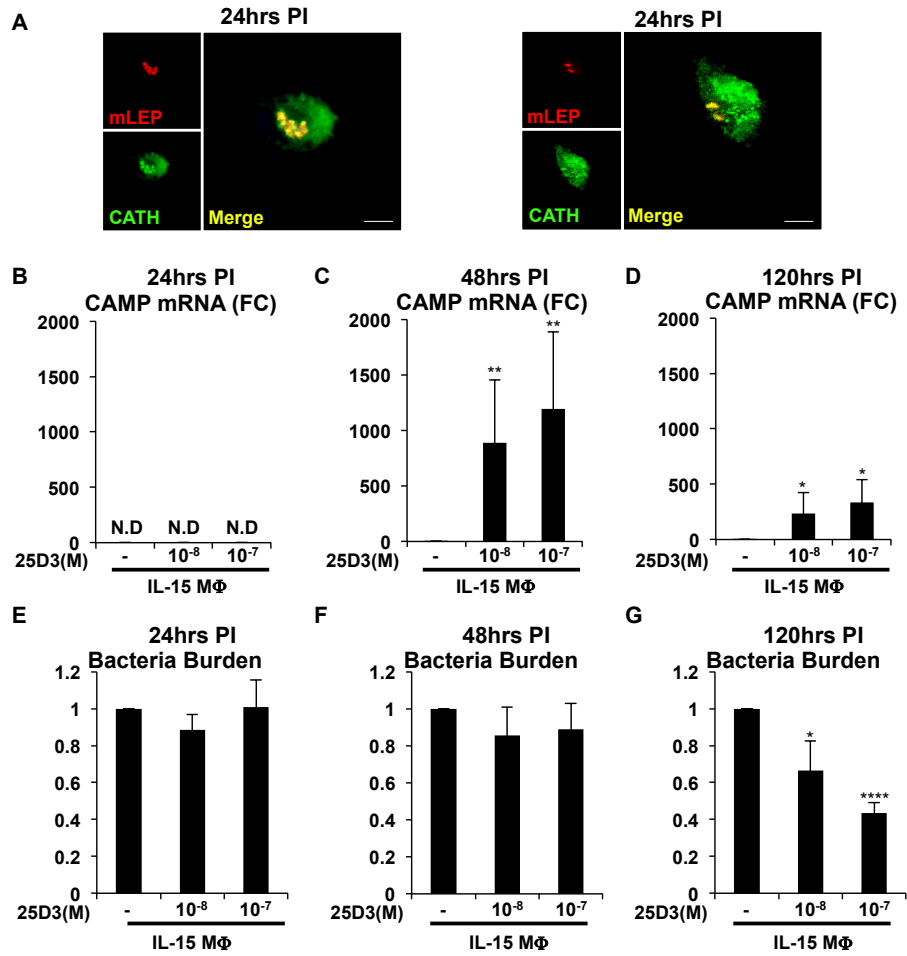 A
24hrs PI
24hrs PI
mLEP
CATH
Merge
mLEP
CATH
Merge
B
24hrs PI
CAMP mRNA (FC)
2000
1500
1000
500
0
N.D N.D N.D
25D3(M) - 10⁻⁸ 10⁻⁷
IL-15 MΦ
C
48hrs PI
CAMP mRNA (FC)
2000
1500
1000
500
0
**
**
25D3(M) - 10⁻⁸ 10⁻⁷
IL-15 MΦ
D
120hrs PI
CAMP mRNA (FC)
2000
1500
1000
500
0
* *
25D3(M) - 10⁻⁸ 10⁻⁷
IL-15 MΦ
E
24hrs PI
Bacteria Burden
1.2
1
0.8
0.6
0.4
0.2
0
25D3(M) - 10⁻⁸ 10⁻⁷
IL-15 MΦ
F
48hrs PI
Bacteria Burden
1.2
1
0.8
0.6
0.4
0.2
0
25D3(M) - 10⁻⁸ 10⁻⁷
IL-15 MΦ
G
120hrs PI
Bacteria Burden
1.2
1
0.8
0.6
0.4
0.2
0
*
****
25D3(M) - 10⁻⁸ 10⁻⁷
IL-15 MΦ